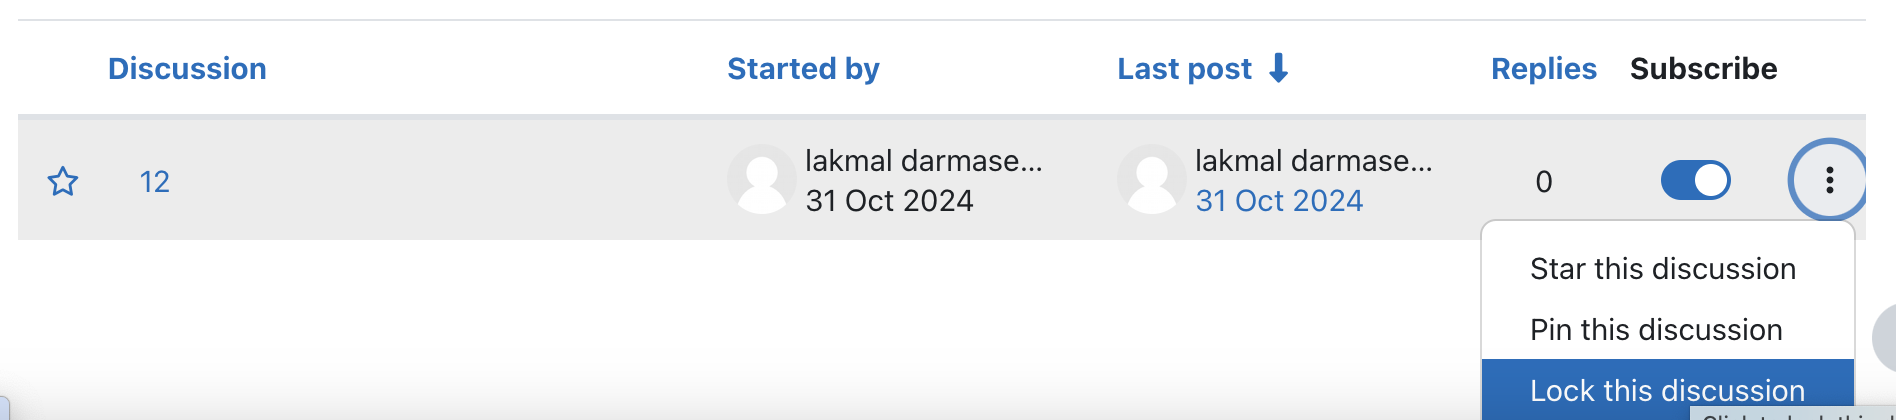 Discussion
Started by
Last post
Replies
Subscribe
12
lakmal darmase...
31 Oct 2024
lakmal darmase...
31 Oct 2024
0
Star this discussion
Pin this discussion
Lock this discussion